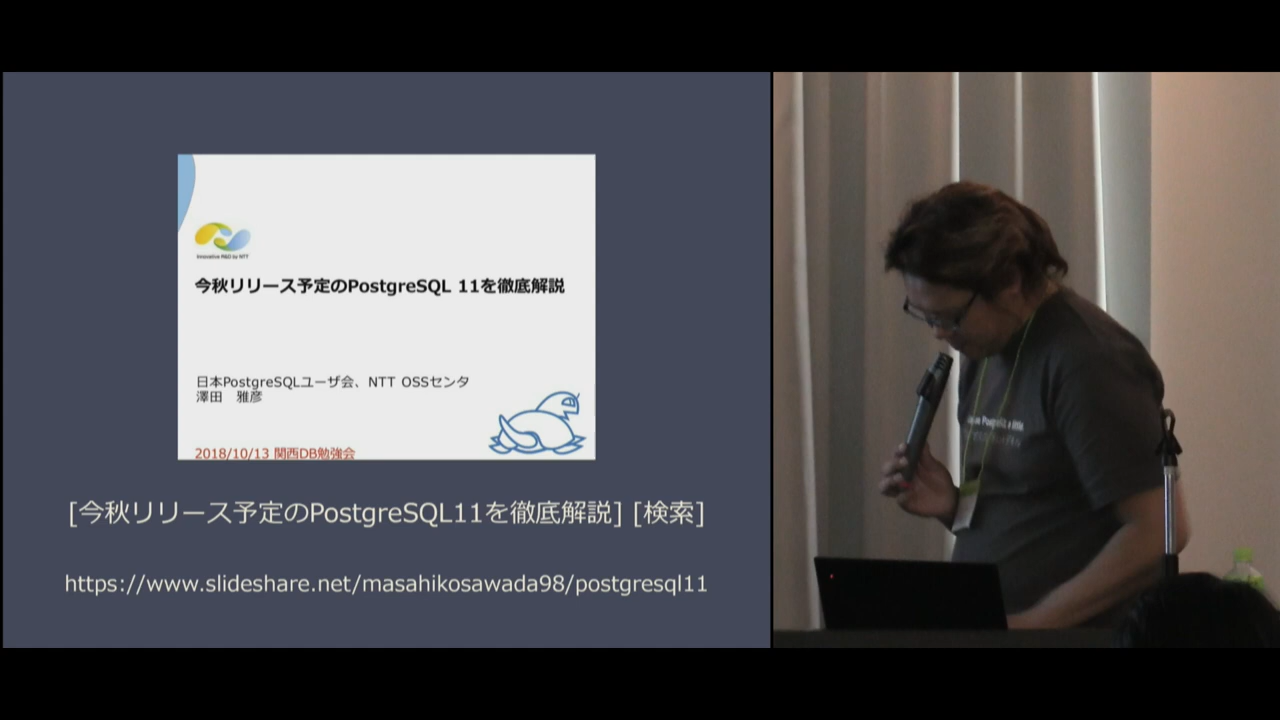 Innovative R&D by NTT
今秋リリース予定のPostgreSQL 11を徹底解説
日本PostgreSQLユーザ会、NTT OSSセンタ
澤田　雅彦
2018/10/13 関西DB勉強会
[今秋リリース予定のPostgreSQL11を徹底解説] [検索]
https://www.slideshare.net/masahikosawada98/postgresql11